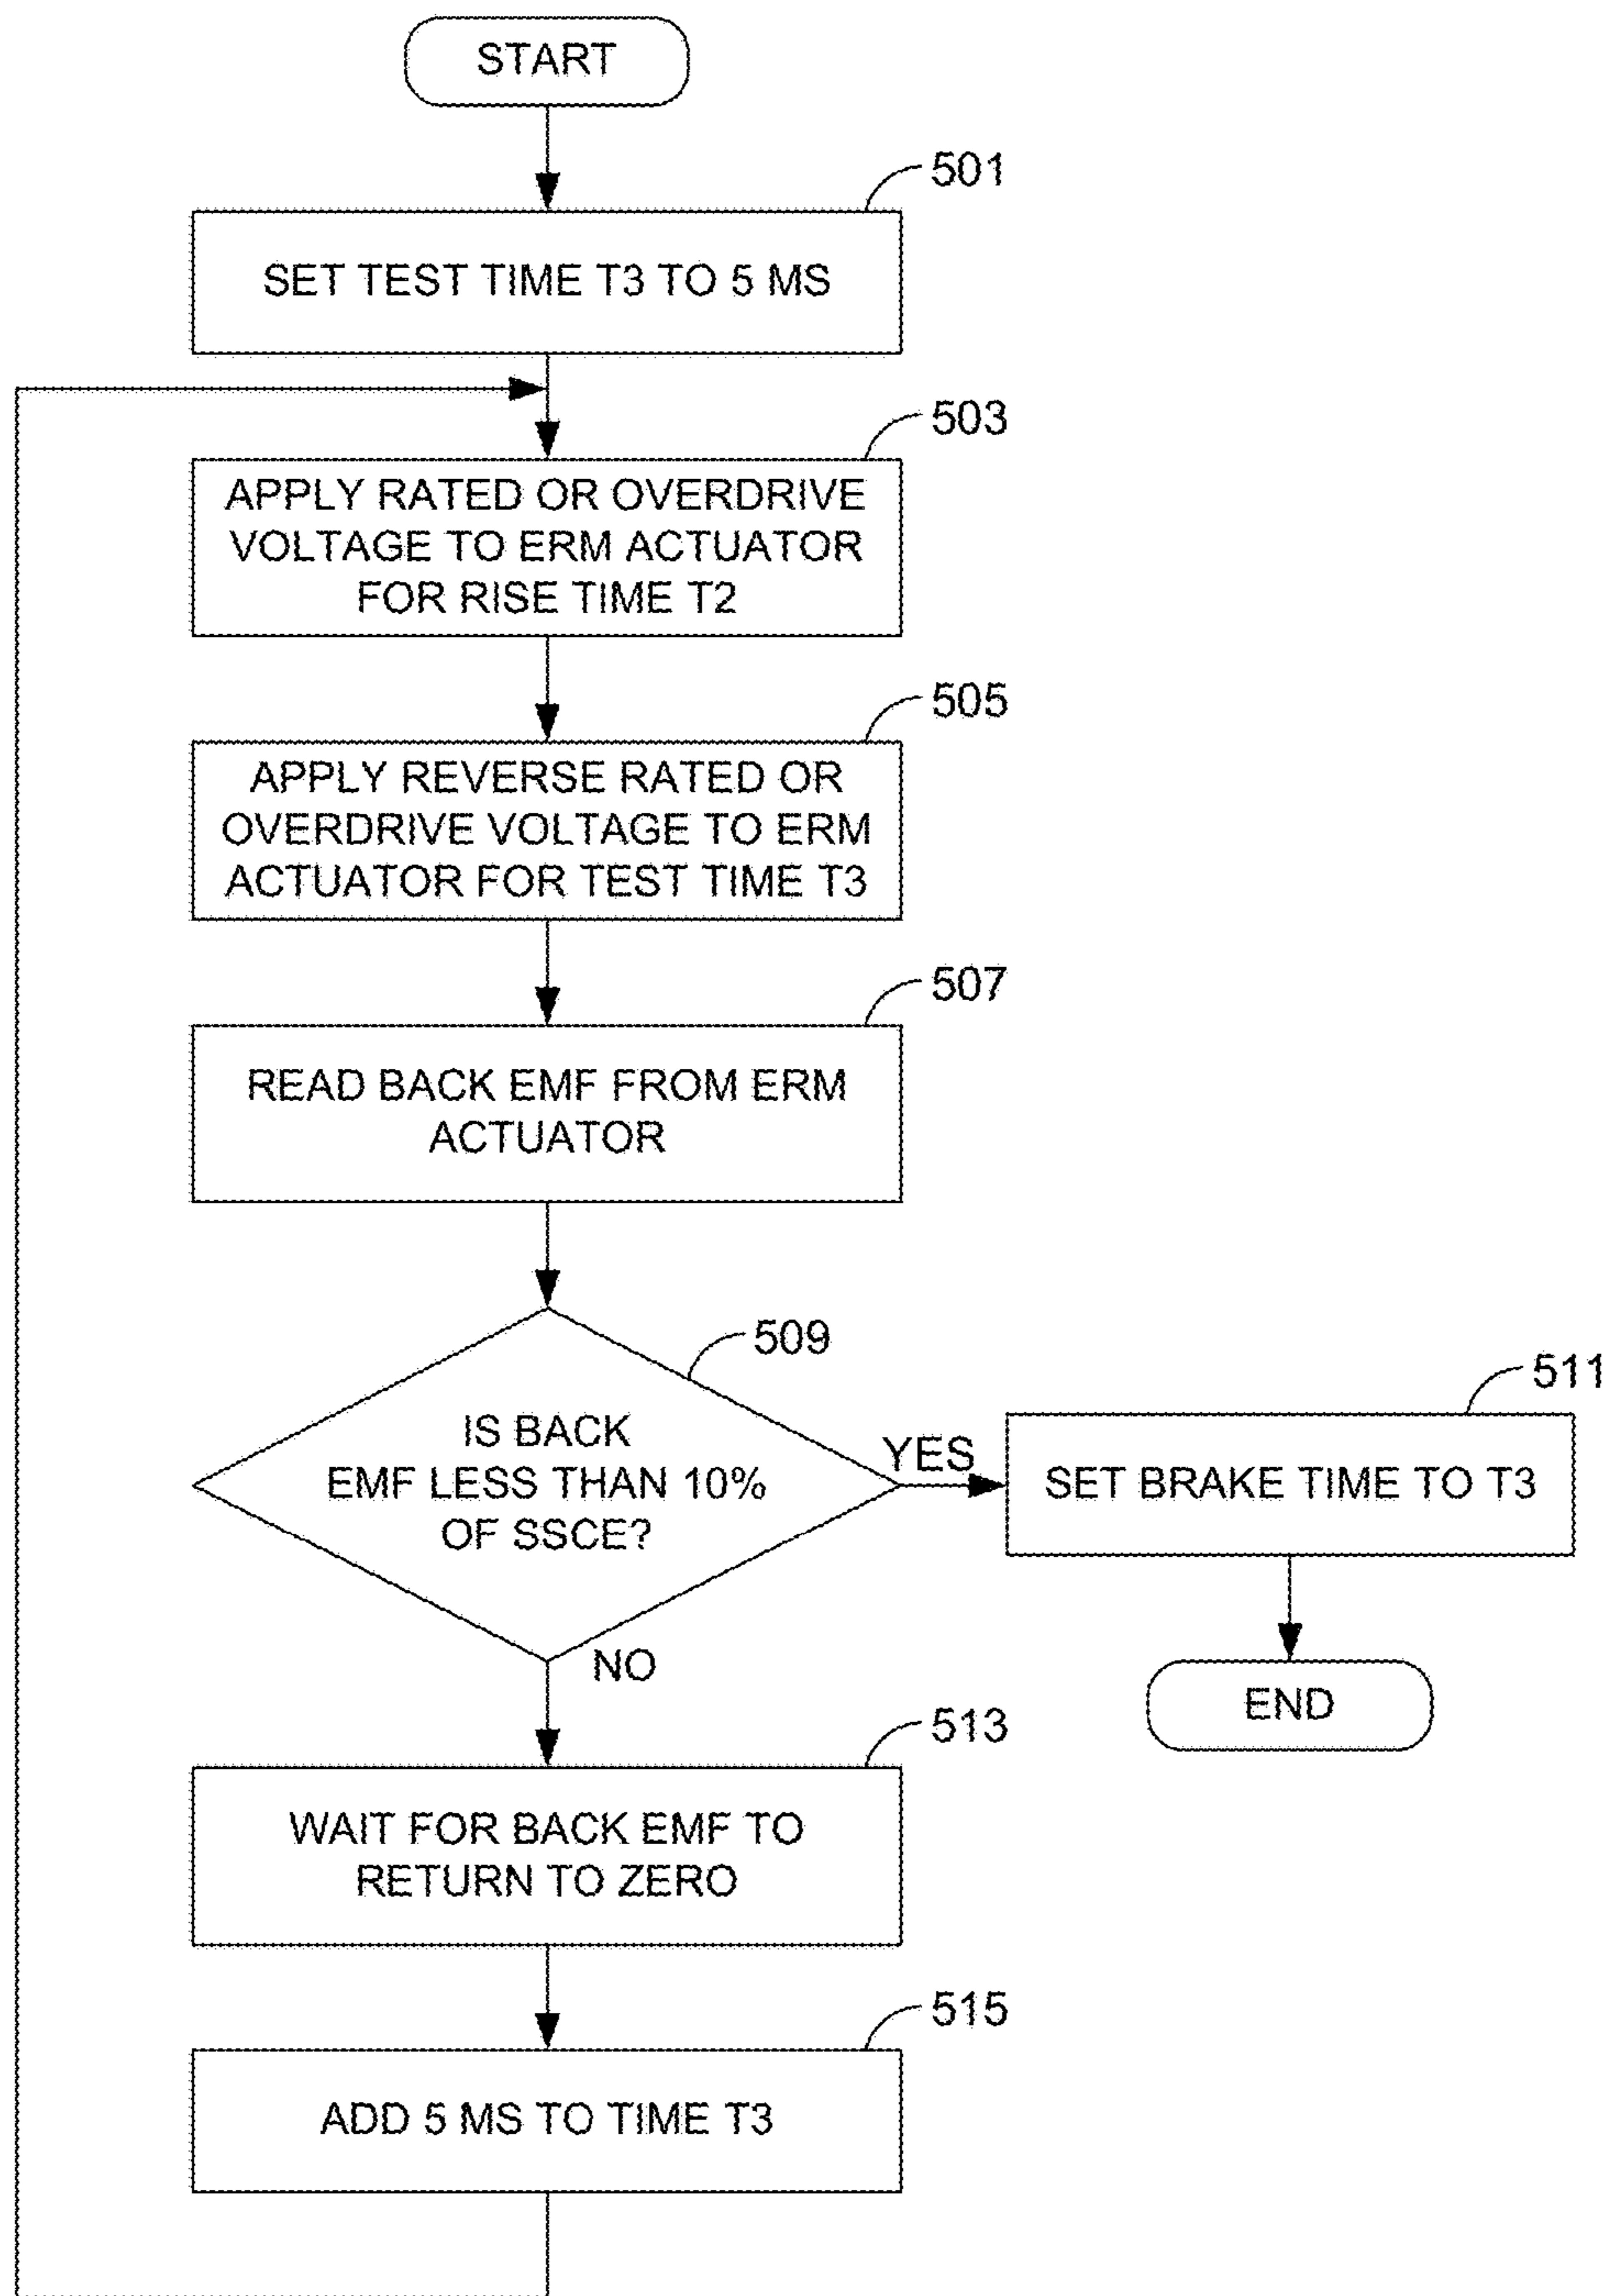 START
501
SET TEST TIME T3 TO 5 MS
503
APPLY RATED OR OVERDRIVE
VOLTAGE TO ERM ACTUATOR
FOR RISE TIME T2
505
APPLY REVERSE RATED OR
OVERDRIVE VOLTAGE TO ERM
ACTUATOR FOR TEST TIME T3
507
READ BACK EMF FROM ERM
ACTUATOR
509
IS BACK
EMF LESS THAN 10%
OF SSCE?
YES
511
SET BRAKE TIME TO T3
END
NO
513
WAIT FOR BACK EMF TO
RETURN TO ZERO
515
ADD 5 MS TO TIME T3